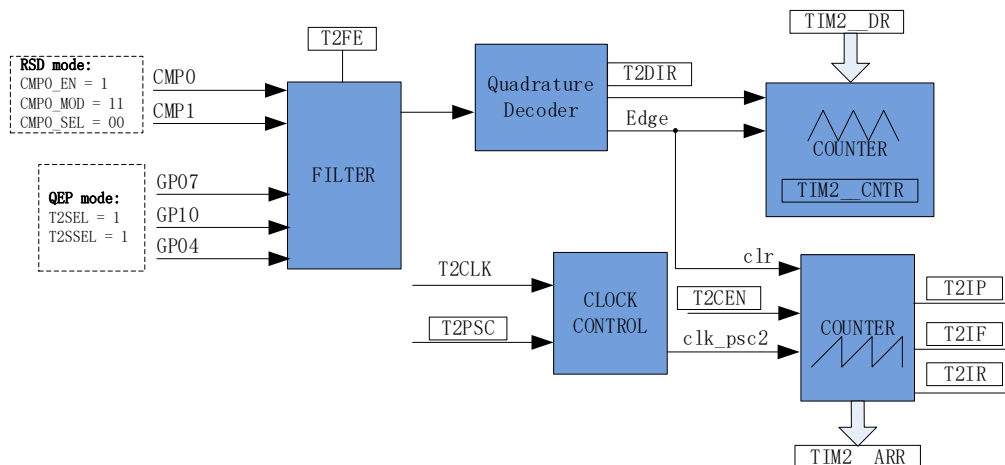 TIM2__DR
T2FE
RSD mode:
CMP0_EN = 1
CMP0_MOD = 11
CMP0_SEL = 00
CMP0
CMP1
Quadrature
Decoder
T2DIR
Edge
COUNTER
TIM2__CNTR
FILTER
QEP mode:
T2SEL = 1
T2SSEL = 1
GP07
GP10
GP04
T2CLK
T2PSC
CLOCK
CONTROL
clr
T2CEN
clk_psc2
COUNTER
T2IP
T2IF
T2IR
TIM2__ARR